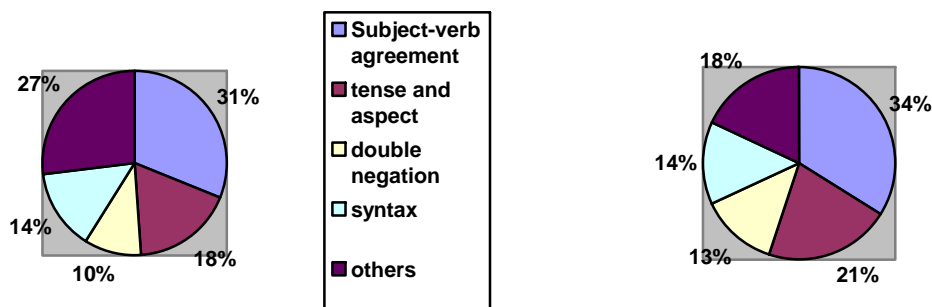 27%
31%
14%
10%
18%
Subject-verb
agreement
tense and
aspect
double
negation
syntax
others
18%
34%
14%
13%
21%